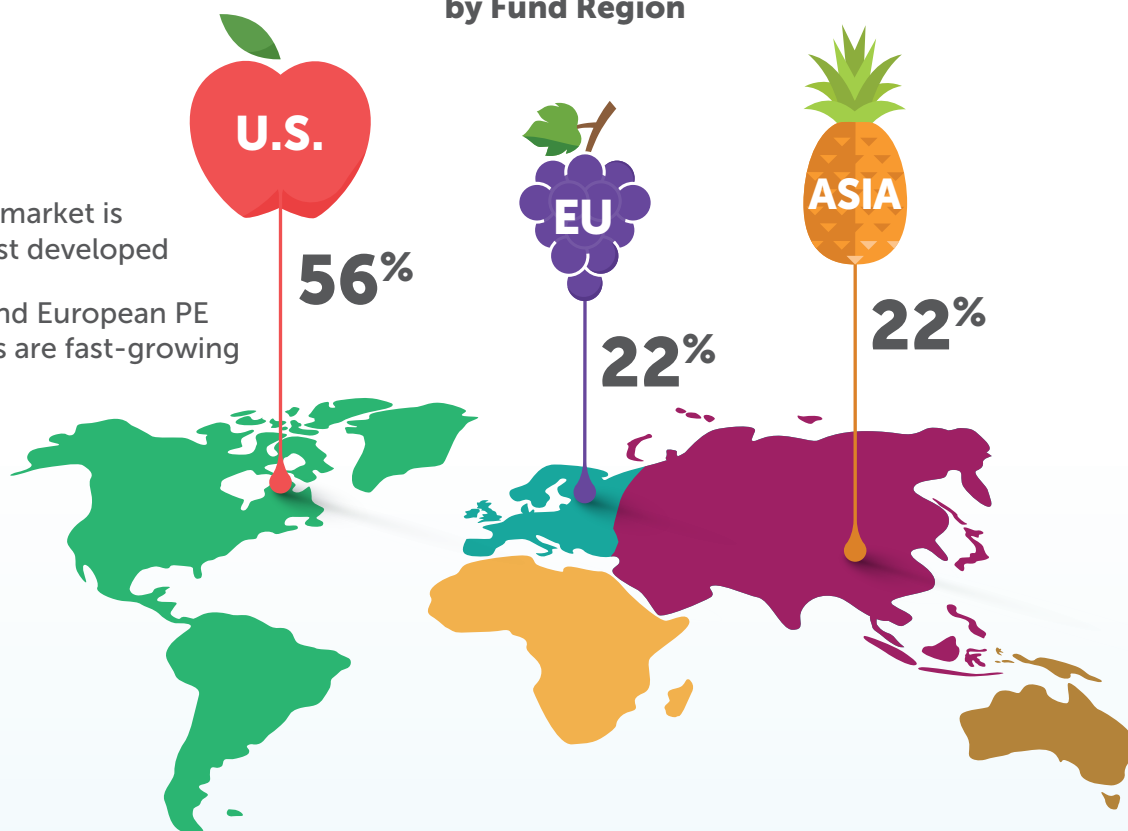 by Fund Region
U.S.
EU
ASIA
market is
st developed
56%
nd European PE
s are fast-growing
22%
22%